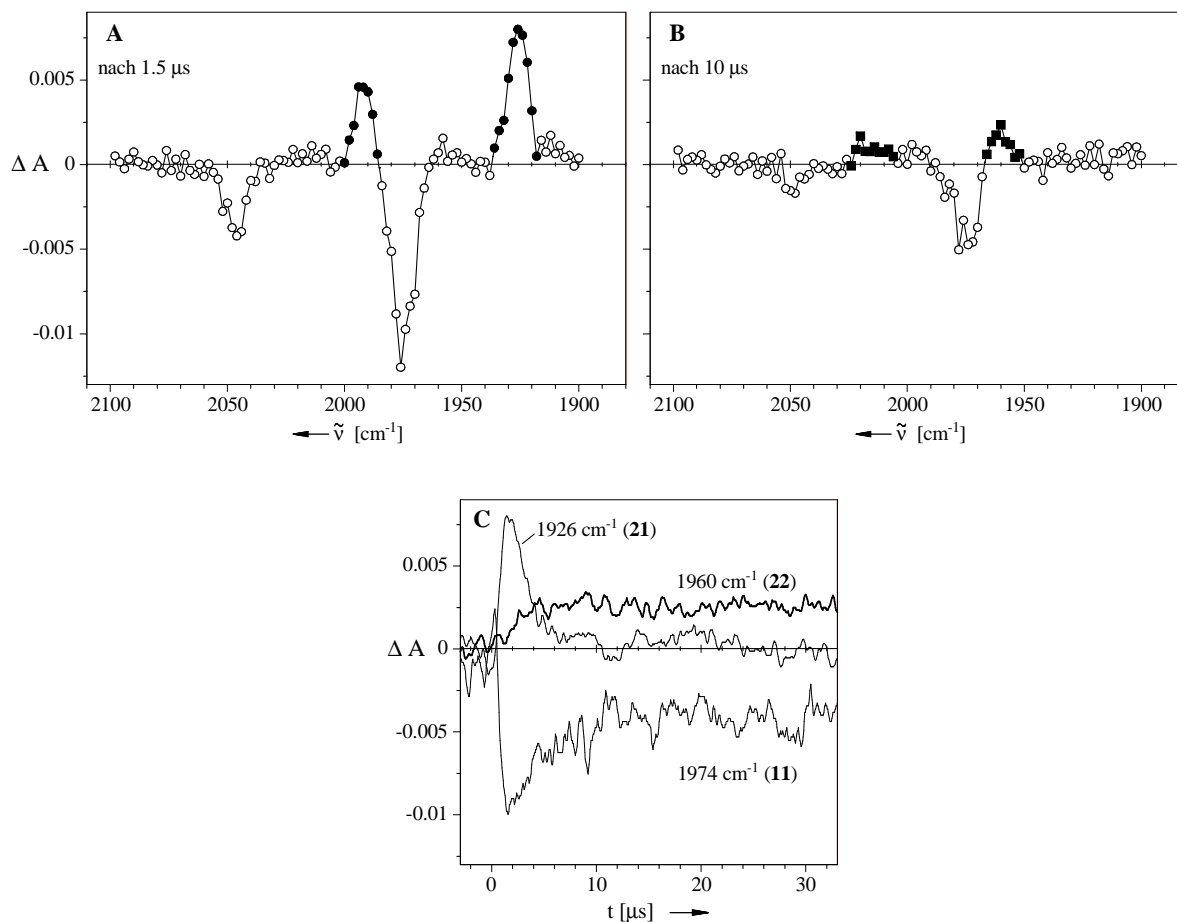 A
nach 1.5 μs
0.005
Δ A 0
-0.005
-0.01
2100 2050 2000 1950 1900
ṽ [cm⁻¹]
B
nach 10 μs
2100 2050 2000 1950 1900
ṽ [cm⁻¹]
C
1926 cm⁻¹ (21)
0.005
1960 cm⁻¹ (22)
Δ A 0
-0.005
1974 cm⁻¹ (11)
-0.01
0 10 20 30
t [μs]